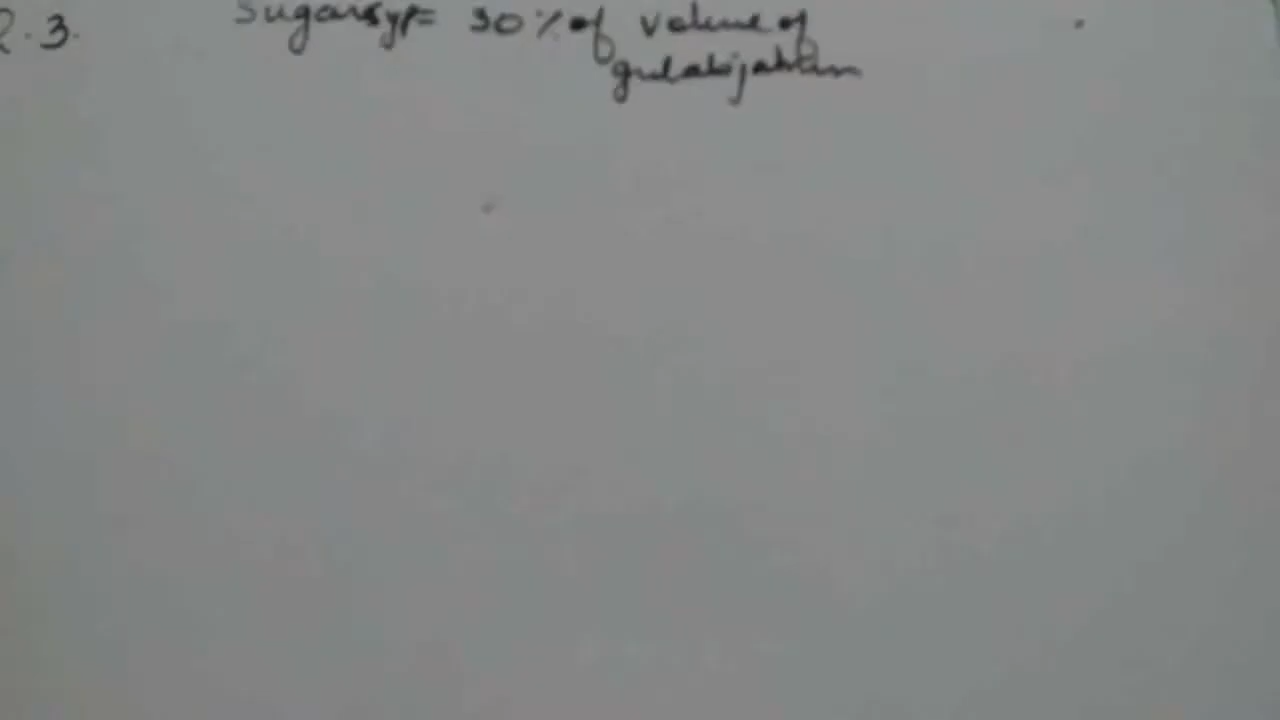 Q.3. Sugarsyp= 30% of volume of
gulabjamun